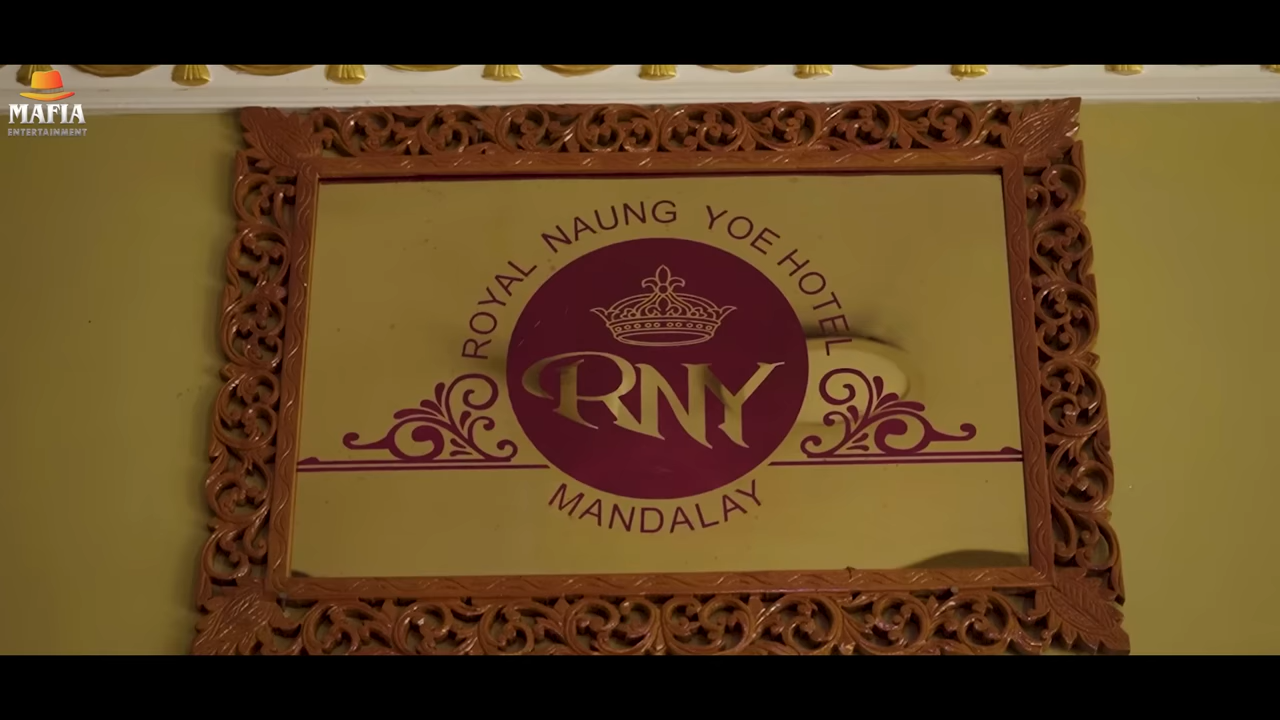 MAFIA
ENTERTAINMENT
ROYAL NAUNG YOE HOTEL
RNY
MANDALAY